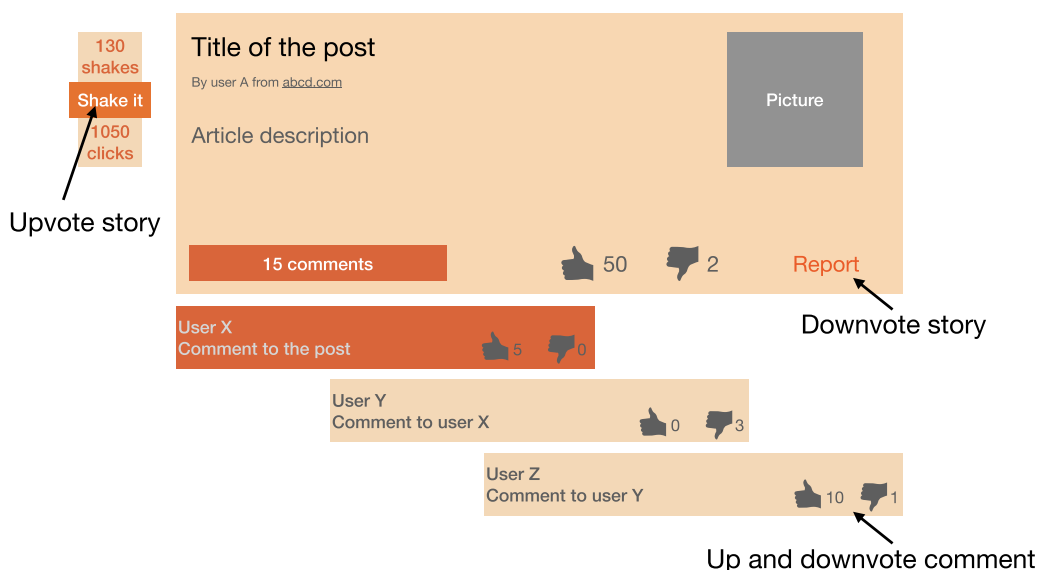 130
shakes
Shake it
1050
clicks
Upvote story
Title of the post
By user A from abcd.com
Article description
Picture
15 comments
50
2
Report
Downvote story
User X
Comment to the post
5
0
User Y
Comment to user X
0
3
User Z
Comment to user Y
10
1
Up and downvote comment